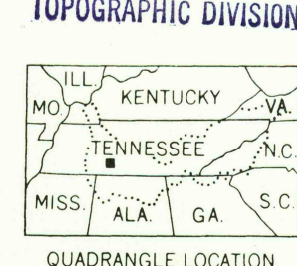 TOPOGRAPHIC DIVISION
ILL.
MO.
KENTUCKY
VA.
TENNESSEE
N.C.
MISS.
ALA.
GA.
S.C.
QUADRANGLE LOCATION